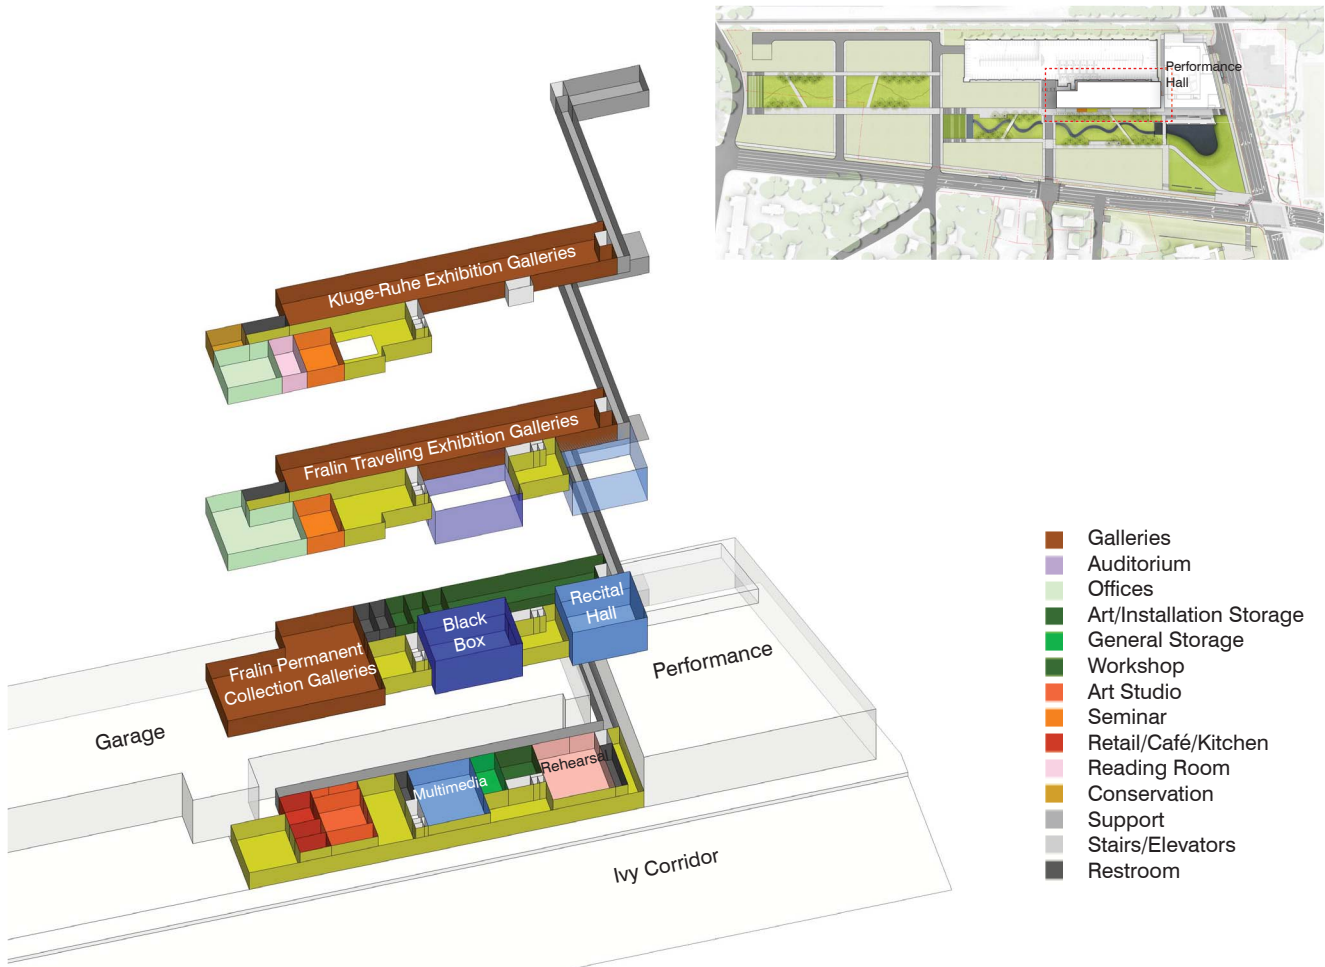 Performance
Hall
Kluge-Ruhe Exhibition Galleries
Fralin Traveling Exhibition Galleries
Recital
Hall
Black
Box
Fralin Permanent
Collection Galleries
Performance
Garage
Rehearsal
Multimedia
Ivy Corridor
Galleries
Auditorium
Offices
Art/Installation Storage
General Storage
Workshop
Art Studio
Seminar
Retail/Café/Kitchen
Reading Room
Conservation
Support
Stairs/Elevators
Restroom